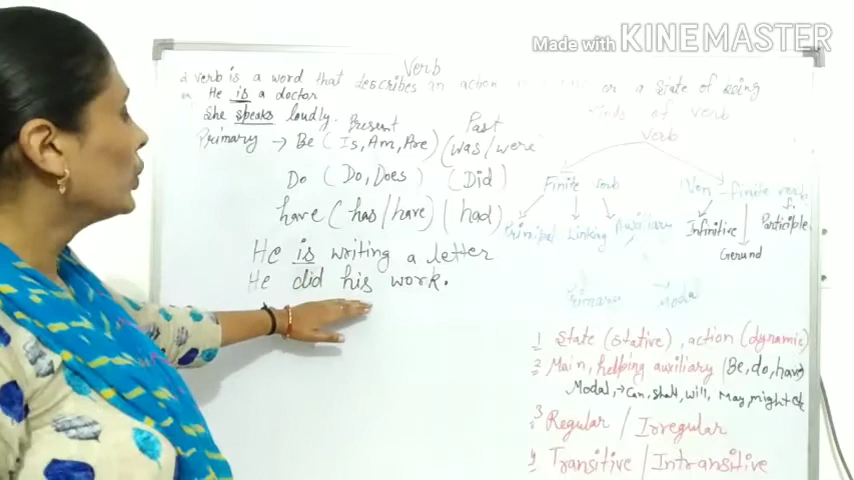 Made with KINEMASTER
Verb
a verb is a word that describes an action or a State of being
He is a doctor
She speaks loudly.
Kinds of verb
Verb
Present Past
Primary → Be (Is, Am, Are) (was/were)
Do (Do, Does) (Did)
have (has/have) (had)
He is writing a letter
He did his work.
Finite verb Non-finite verb
Principal Linking Auxiliary
Infinitive Gerund Participle
Primary Modal
1 State (stative), action (dynamic)
2 Main, helping auxiliary (Be, do, have)
Modal, → Can, shall, will, May, might
3 Regular / Irregular
4 Transitive / Intransitive